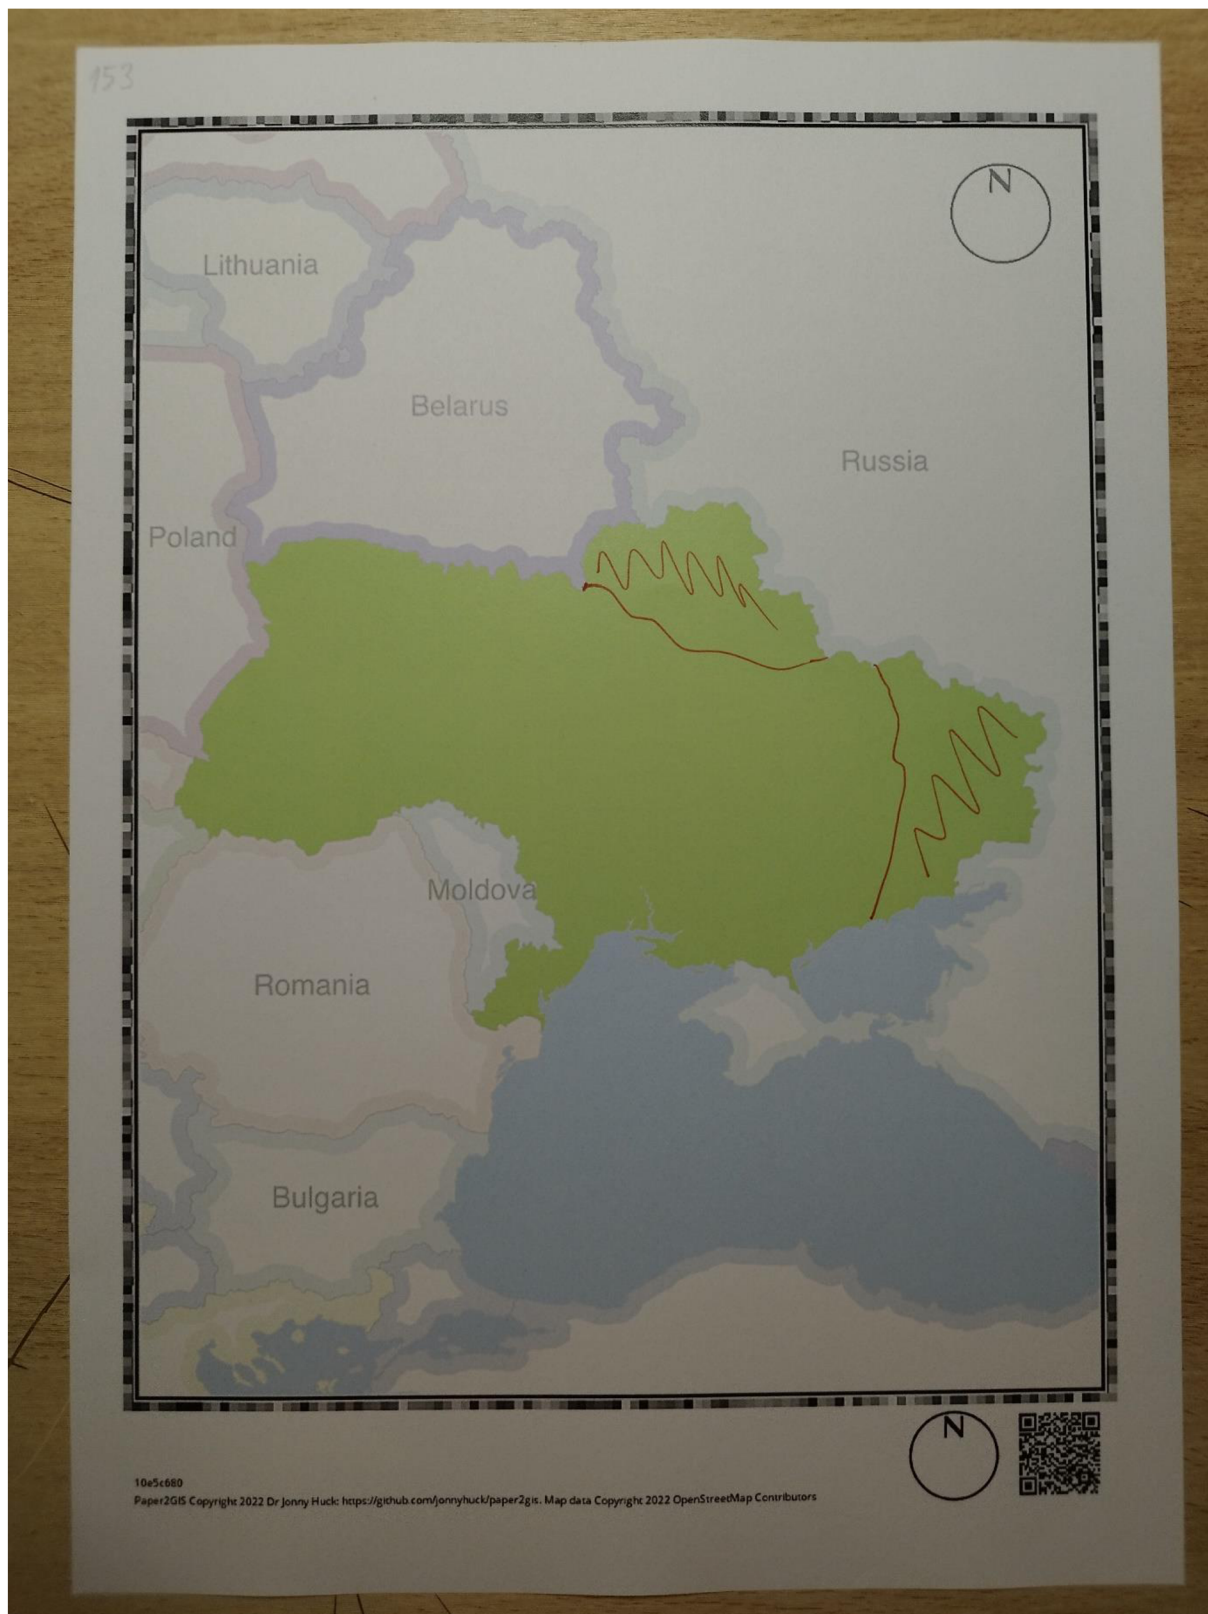 153
N
Lithuania
Belarus
Russia
Poland
Moldova
Romania
Bulgaria
N
10e5c680
Paper2GIS Copyright 2022 Dr Jonny Huck: https://github.com/jonnyhuck/paper2gis. Map data Copyright 2022 OpenStreetMap Contributors